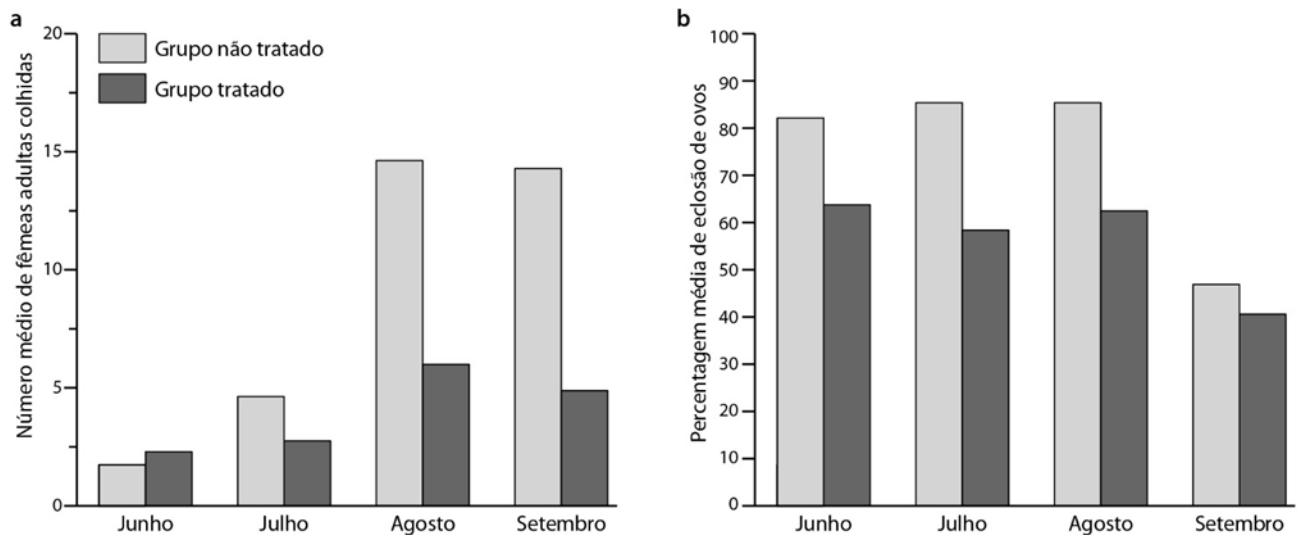 a
Número médio de fêmeas adultas colhidas
20
15
10
5
0
Grupo não tratado
Grupo tratado
Junho
Julho
Agosto
Setembro
b
Percentagem média de eclosão de ovos
100
90
80
70
60
50
40
30
20
10
0
Junho
Julho
Agosto
Setembro